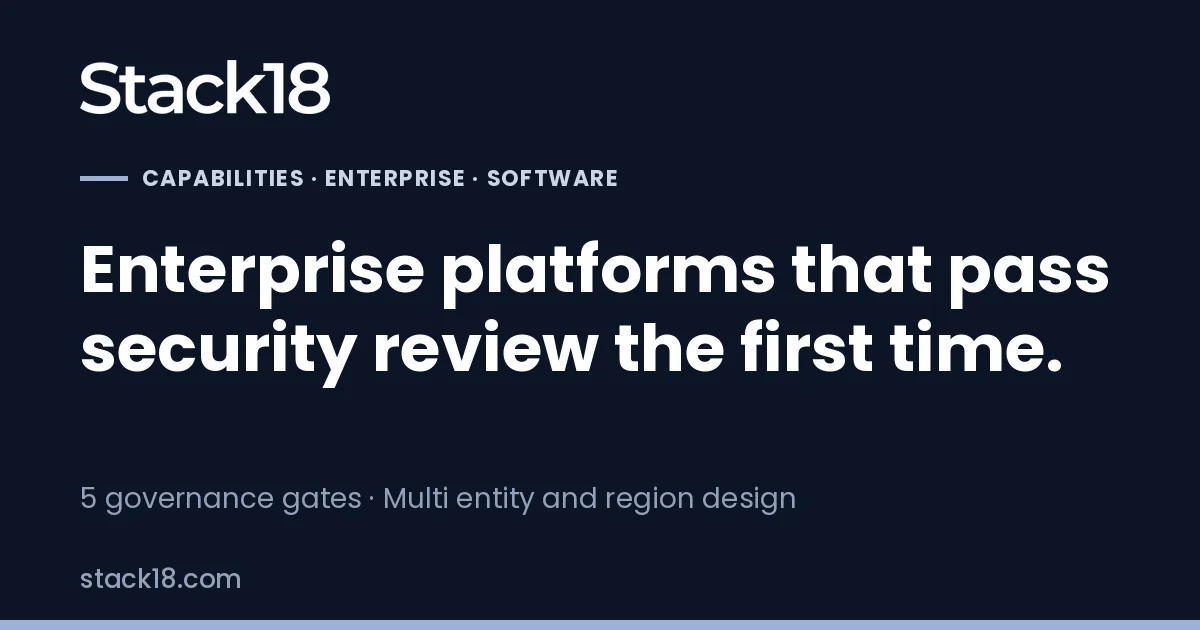 Stack18
CAPABILITIES · ENTERPRISE · SOFTWARE
Enterprise platforms that pass
security review the first time.
5 governance gates · Multi entity and region design
stack18.com